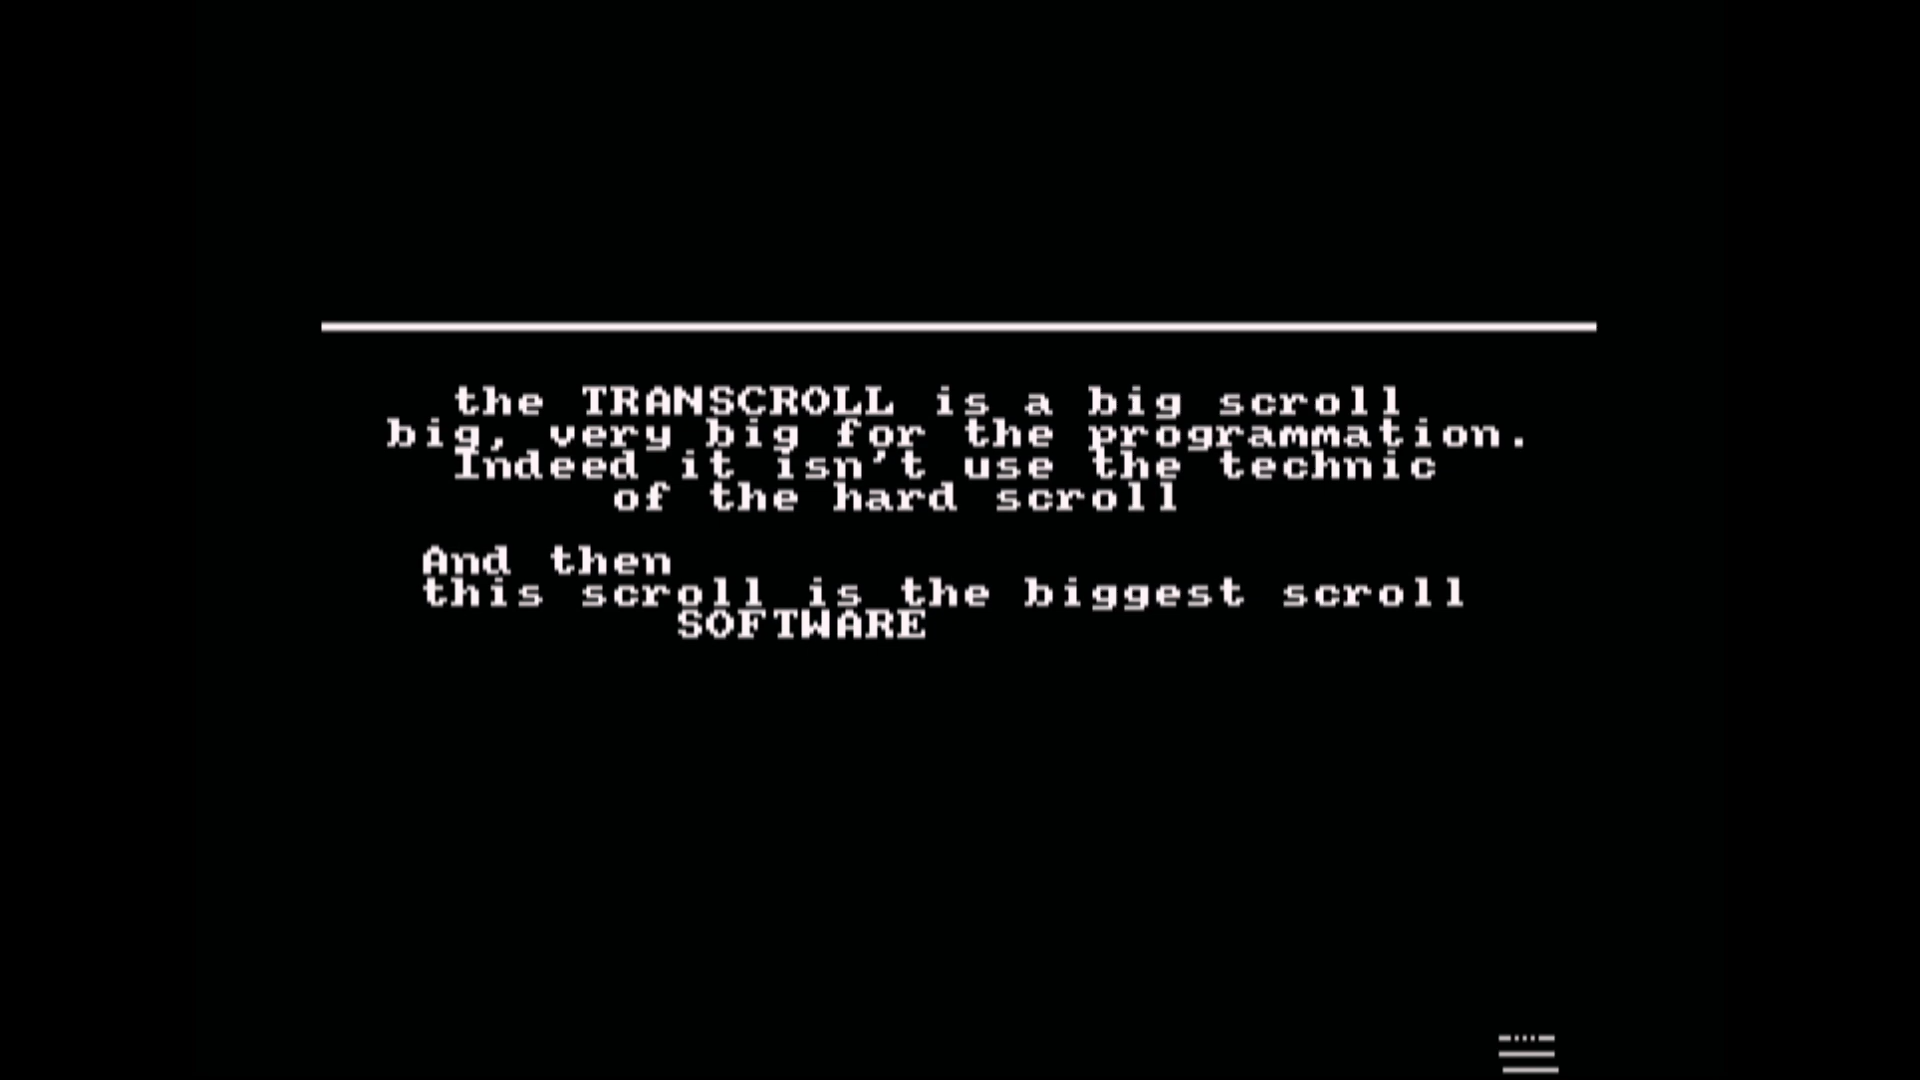 the TRANSCROLL is a big scroll
big, very big for the programmation.
Indeed it isn't use the technic
of the hard scroll
And then
this scroll is the biggest scroll
SOFTWARE